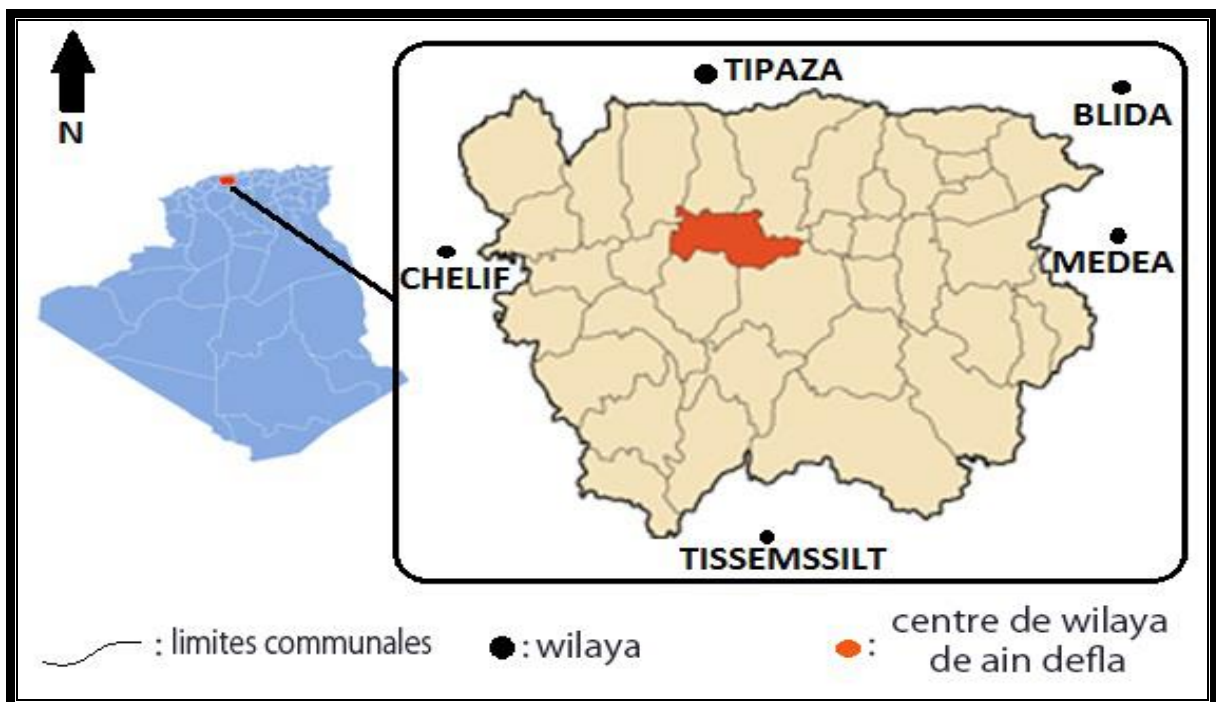 N
TIPAZA
BLIDA
CHELIF
MEDEA
TISSEMSSILT
: limites communales
: wilaya
: centre de wilaya
de ain defla